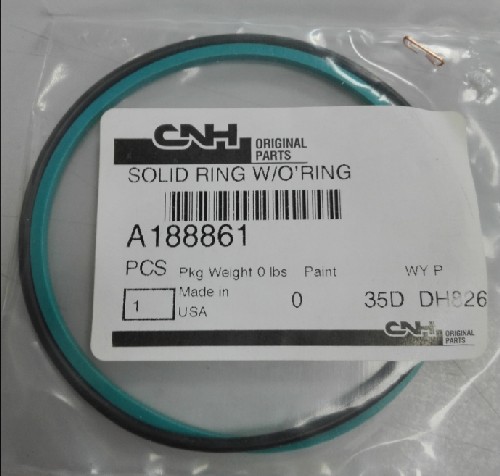 CNH ORIGINAL
PARTS
SOLID RING W/O'RING
A188861
PCS Pkg Weight 0 lbs Paint WY P
1 Made in
USA 0 35D DH826
CNH ORIGINAL
PARTS